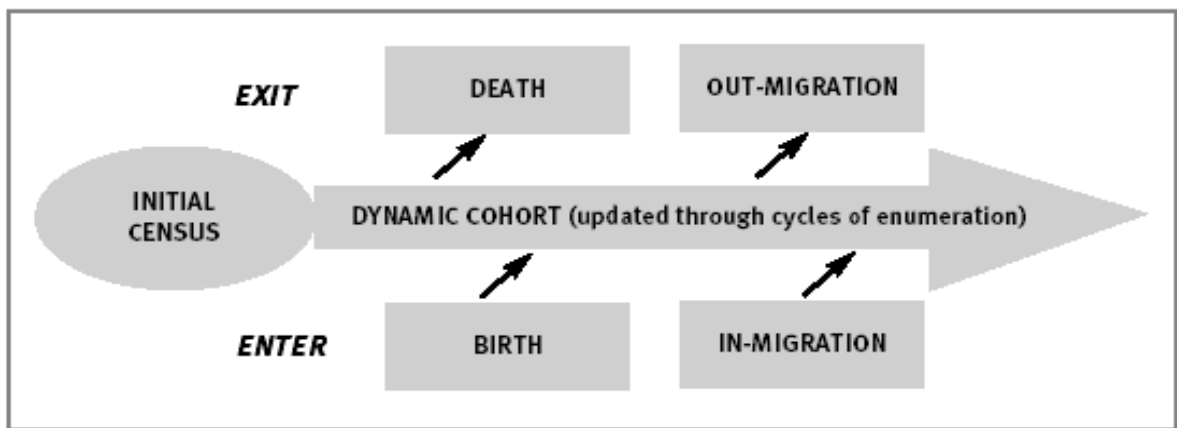 EXIT
DEATH
OUT-MIGRATION
INITIAL
CENSUS
DYNAMIC COHORT (updated through cycles of enumeration)
ENTER
BIRTH
IN-MIGRATION